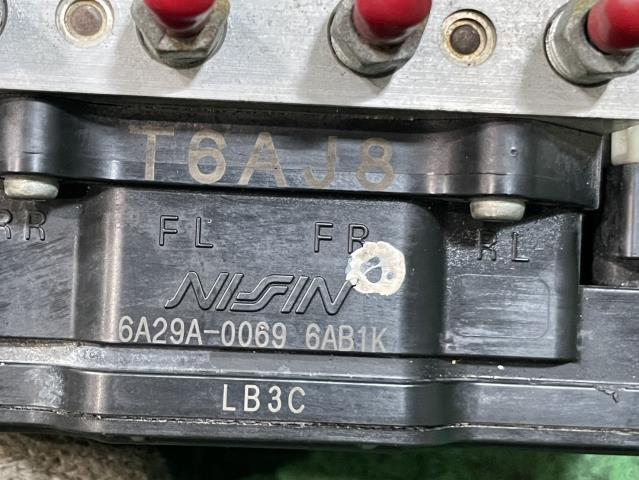 T6AJ8
RR FL FR RL
NISSIN
6A29A-0069 6AB1K
LB3C